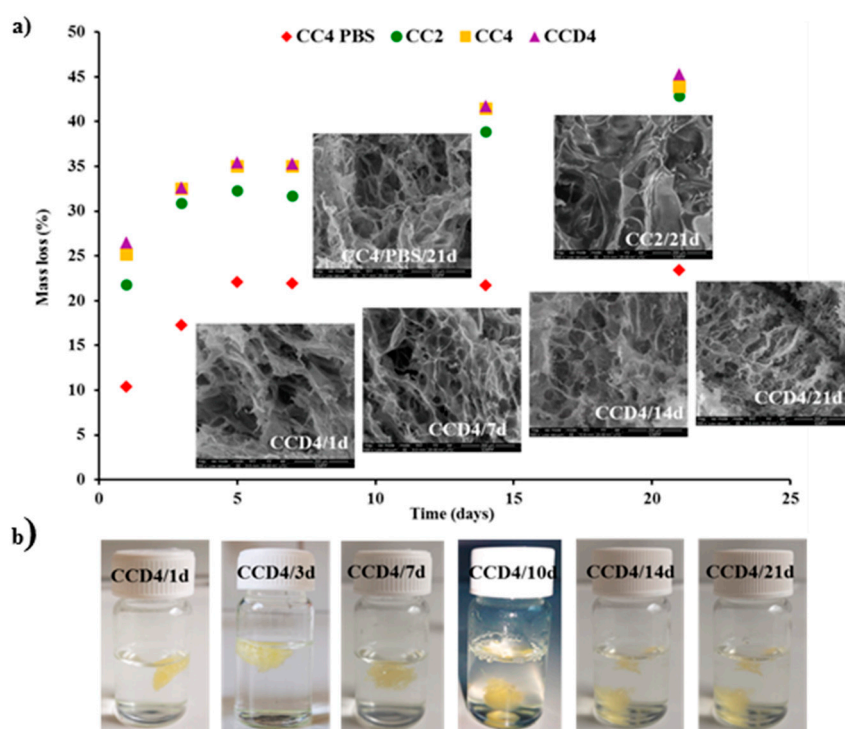 a)
CC4 PBS CC2 CC4 CCD4
50
45
40
35
30
25
20
15
10
5
0
Mass loss (%)
CC4/PBS/21d
CC2/21d
CCD4/1d
CCD4/7d
CCD4/14d
CCD4/21d
0 5 10 15 20 25
Time (days)
b)
CCD4/1d CCD4/3d CCD4/7d CCD4/10d CCD4/14d CCD4/21d